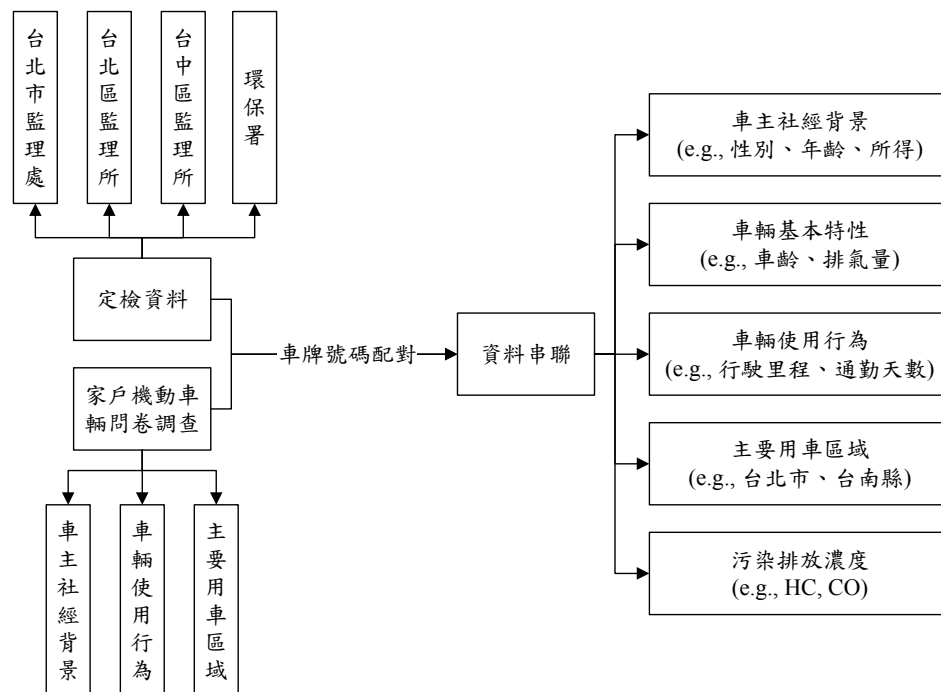 台北市監理處
台北區監理所
台中區監理所
環保署
定檢資料
家戶機動車
輛問卷調查
車主社經背景
車輛使用行為
主要用車區域
車牌號碼配對
資料串聯
車主社經背景
(e.g., 性別、年齡、所得)
車輛基本特性
(e.g., 車齡、排氣量)
車輛使用行為
(e.g., 行駛里程、通勤天數)
主要用車區域
(e.g., 台北市、台南縣)
污染排放濃度
(e.g., HC, CO)